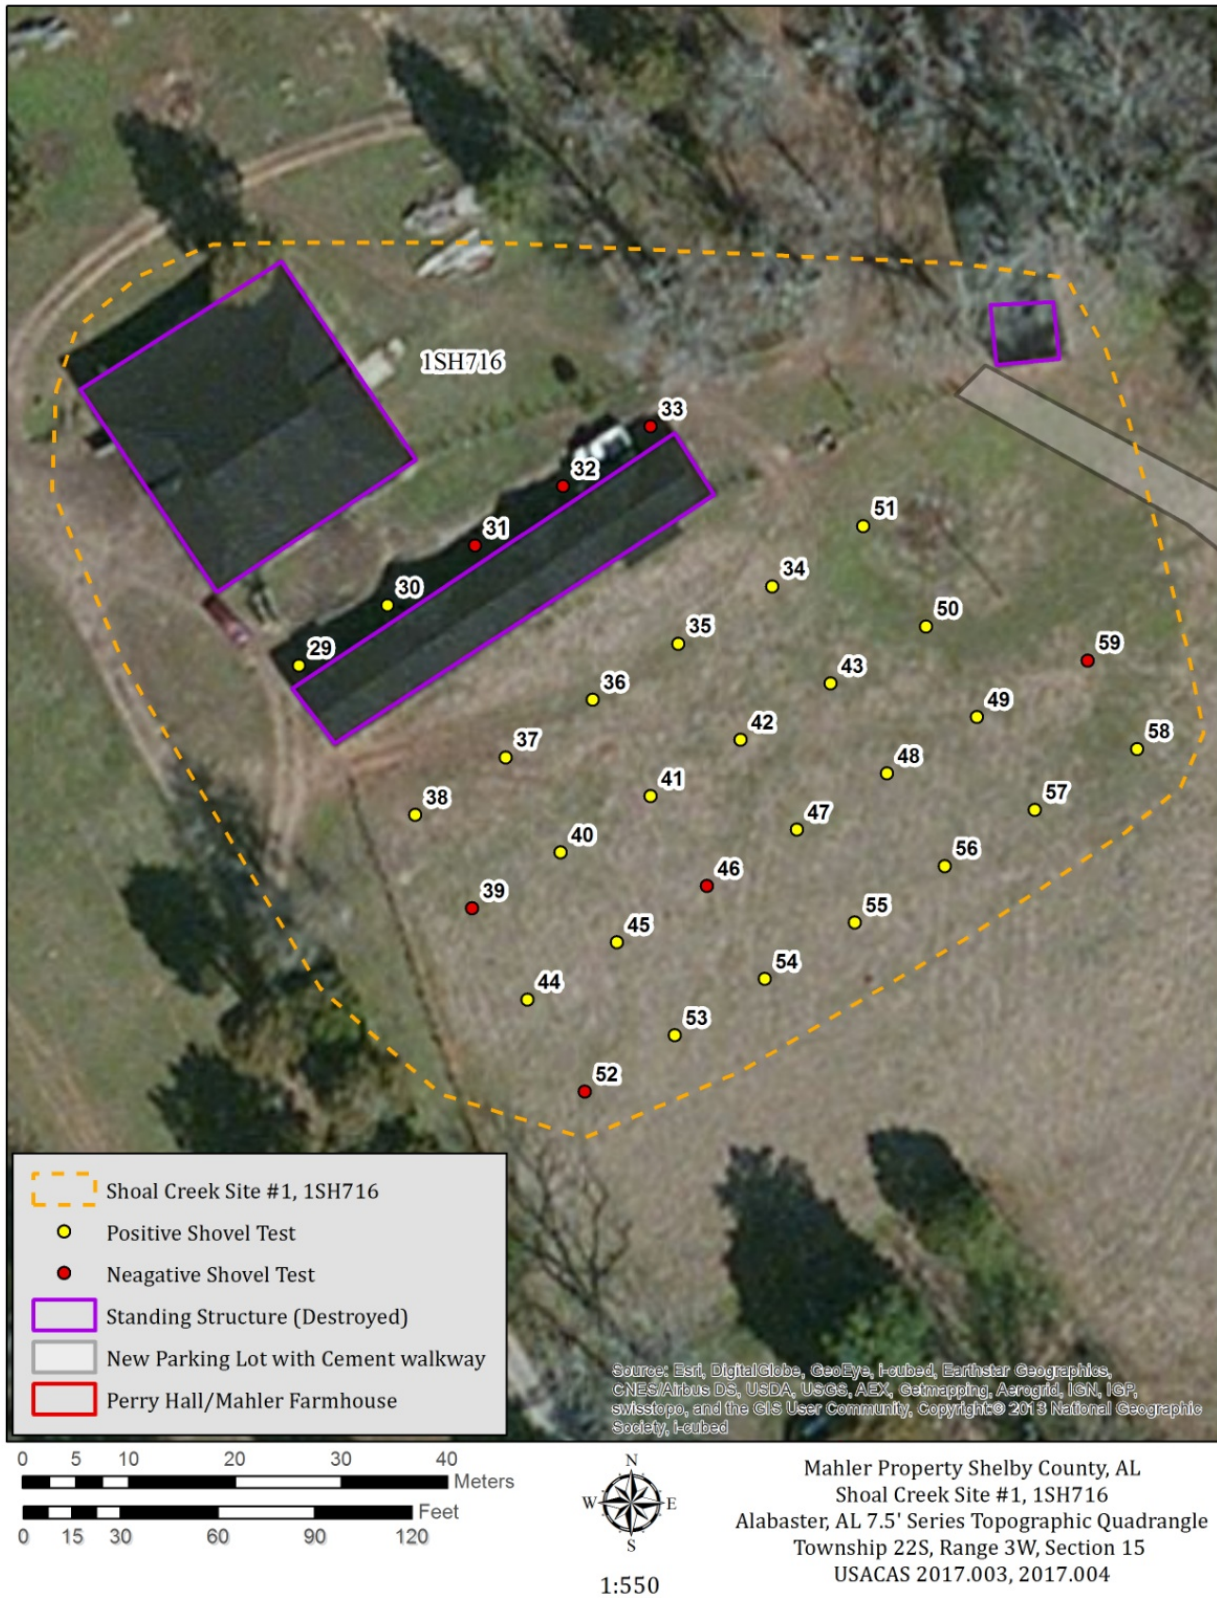 1SH716
33
32
31
30
29
51
34
50
35
59
43
36
49
42
58
37
48
41
57
38
47
40
56
46
39
55
45
54
44
53
52
Shoal Creek Site #1, 1SH716
Positive Shovel Test
Neagative Shovel Test
Standing Structure (Destroyed)
New Parking Lot with Cement walkway
Perry Hall/Mahler Farmhouse
Source: Esri, DigitalGlobe, GeoEye, i-cubed, Earthstar Geographics,
CNES/Airbus DS, USDA, USGS, AEX, Getmapping, Aerogrid, IGN, IGP,
swisstopo, and the GIS User Community, Copyright:© 2013 National Geographic
Society, i-cubed
0 5 10 20 30 40
Meters
Feet
0 15 30 60 90 120
N
W E
S
1:550
Mahler Property Shelby County, AL
Shoal Creek Site #1, 1SH716
Alabaster, AL 7.5' Series Topographic Quadrangle
Township 22S, Range 3W, Section 15
USACAS 2017.003, 2017.004